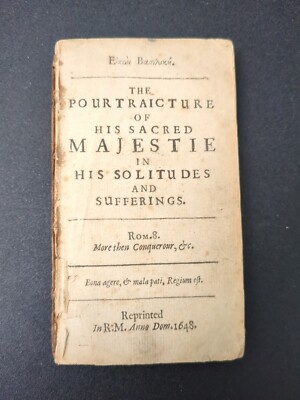 Εἰκὼν Βασιλική.
THE
POURTRAICTURE
OF
HIS SACRED
MAJESTIE
IN
HIS SOLITUDES
AND
SUFFERINGS.
ROM. 8.
More then Conquerour, &c.
Bona agere, & mala pati, Regium est.
Reprinted
In R. M. Anno Dom. 1648.